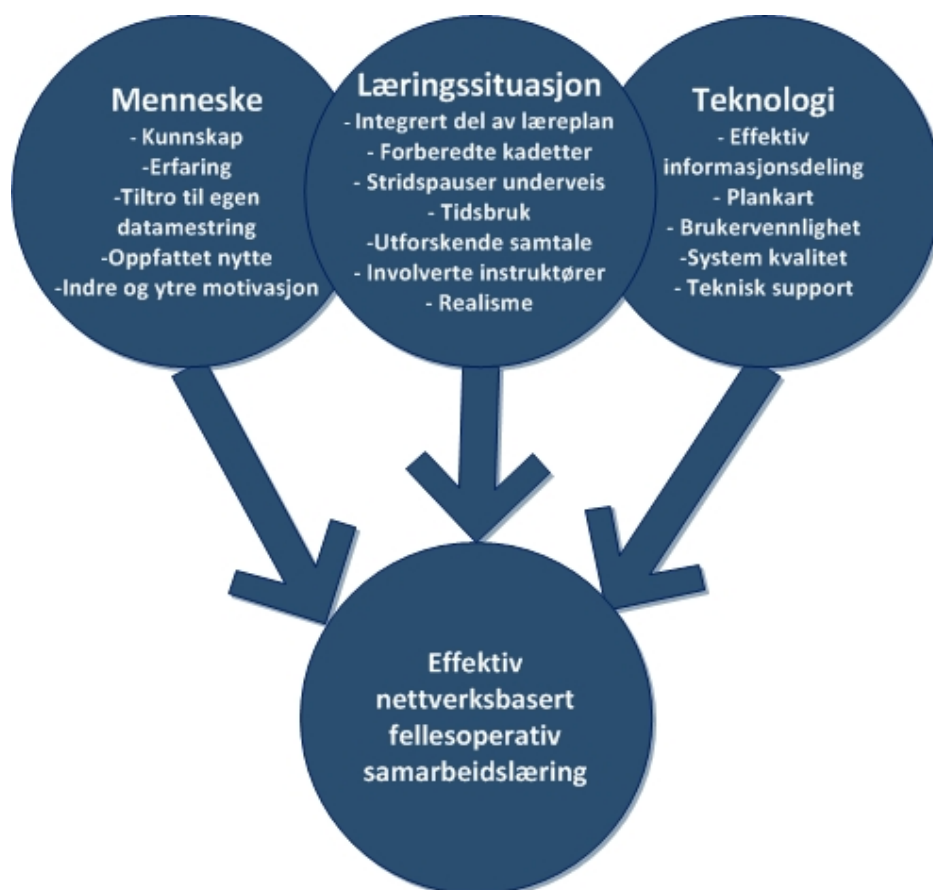 Menneske
- Kunnskap
-Erfaring
-Tiltro til egen
datamestring
-Oppfattet nytte
-Indre og ytre motivasjon
Læringssituasjon
- Integrert del av læreplan
- Forberedte kadetter
- Stridspauser underveis
- Tidsbruk
-Utforskende samtale
- Involverte instruktører
- Realisme
Teknologi
- Effektiv
informasjonsdeling
- Plankart
- Brukervennlighet
-System kvalitet
- Teknisk support
Effektiv
nettverksbasert
fellesoperativ
samarbeidslæring